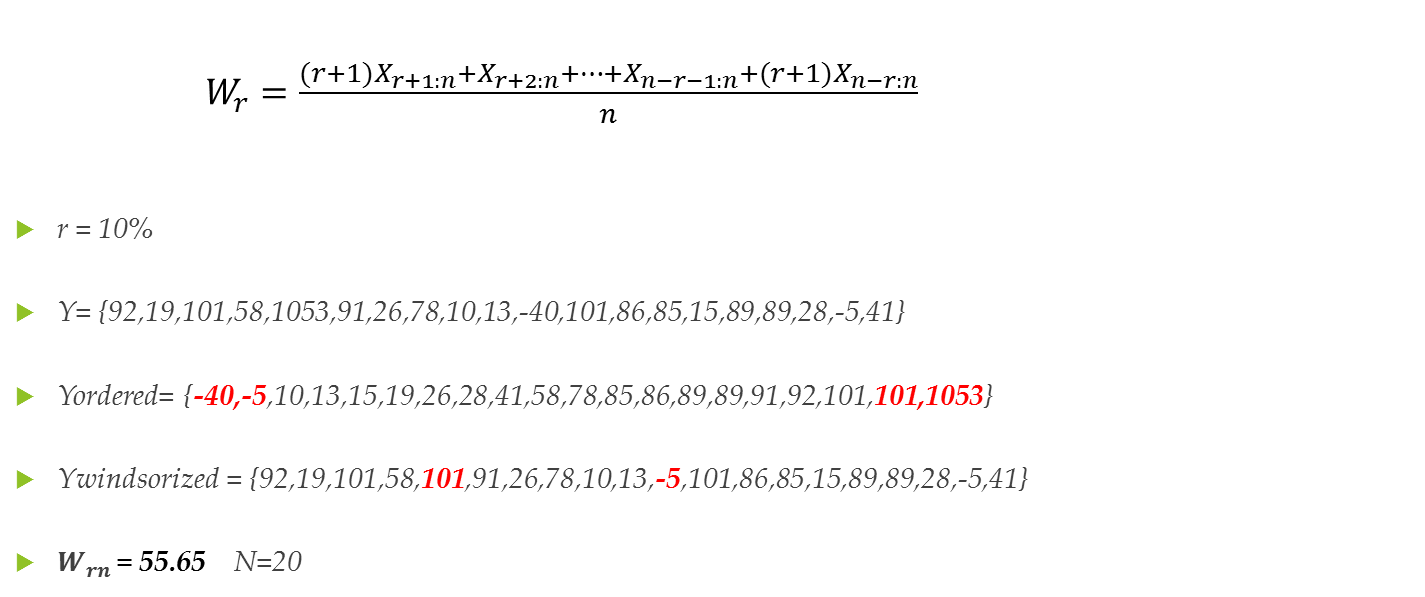 W_r = \frac{(r+1)X_{r+1:n}+X_{r+2:n}+⋯+X_{n-r-1:n}+(r+1)X_{n-r:n}}{n}
r = 10%
Y= {92,19,101,58,1053,91,26,78,10,13,-40,101,86,85,15,89,89,28,-5,41}
Yordered= {-40,-5,10,13,15,19,26,28,41,58,78,85,86,89,89,91,92,101,101,1053}
Ywindsorized = {92,19,101,58,101,91,26,78,10,13,-5,101,86,85,15,89,89,28,-5,41}
W_{rn} = 55.65 N=20